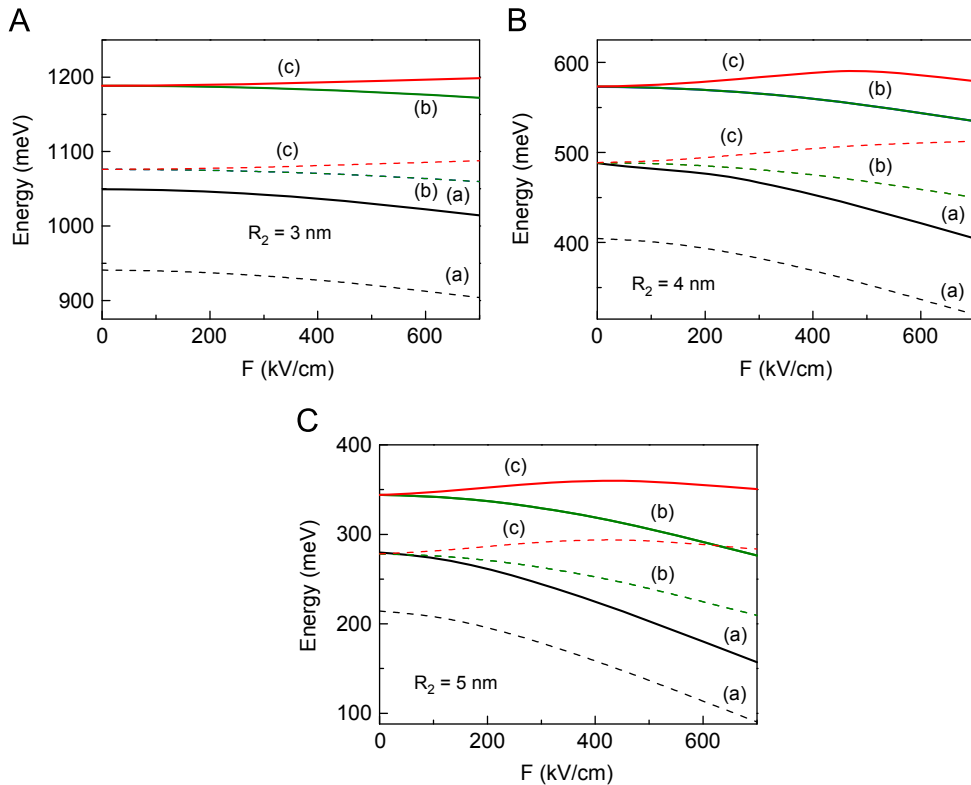 A
B
1200
1100
1000
900
Energy (meV)
(c)
(b)
(c)
(b)
(a)
(a)
R2 = 3 nm
0
200
400
600
F (kV/cm)
600
500
400
Energy (meV)
(c)
(b)
(c)
(b)
(a)
(a)
R2 = 4 nm
0
200
400
600
F (kV/cm)
C
400
300
200
100
Energy (meV)
(c)
(b)
(c)
(b)
(a)
(a)
R2 = 5 nm
0
200
400
600
F (kV/cm)